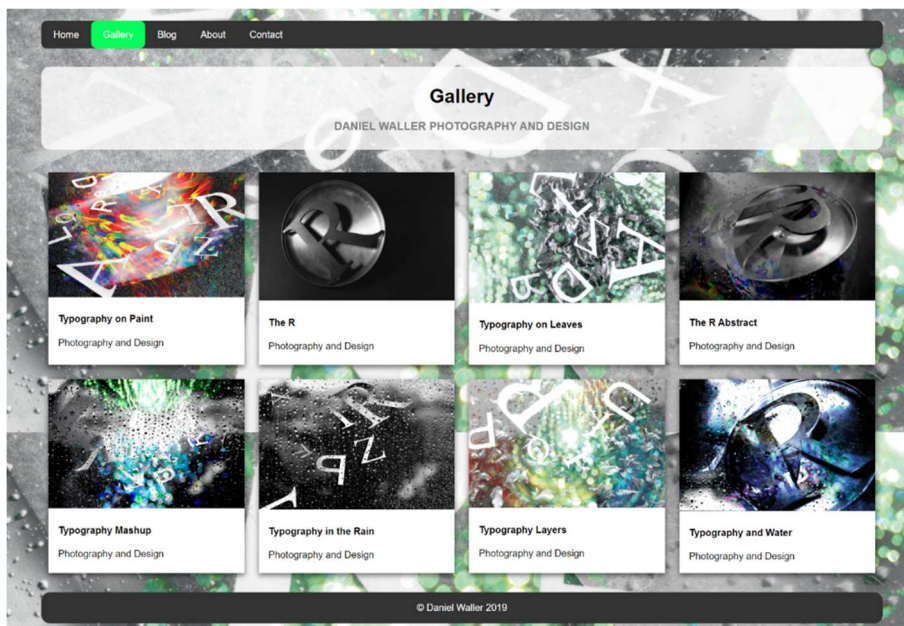 Home Gallery Blog About Contact
Gallery
DANIEL WALLER PHOTOGRAPHY AND DESIGN
Typography on Paint
Photography and Design
The R
Photography and Design
Typography on Leaves
Photography and Design
The R Abstract
Photography and Design
Typography Mashup
Photography and Design
Typography in the Rain
Photography and Design
Typography Layers
Photography and Design
Typography and Water
Photography and Design
© Daniel Waller 2019